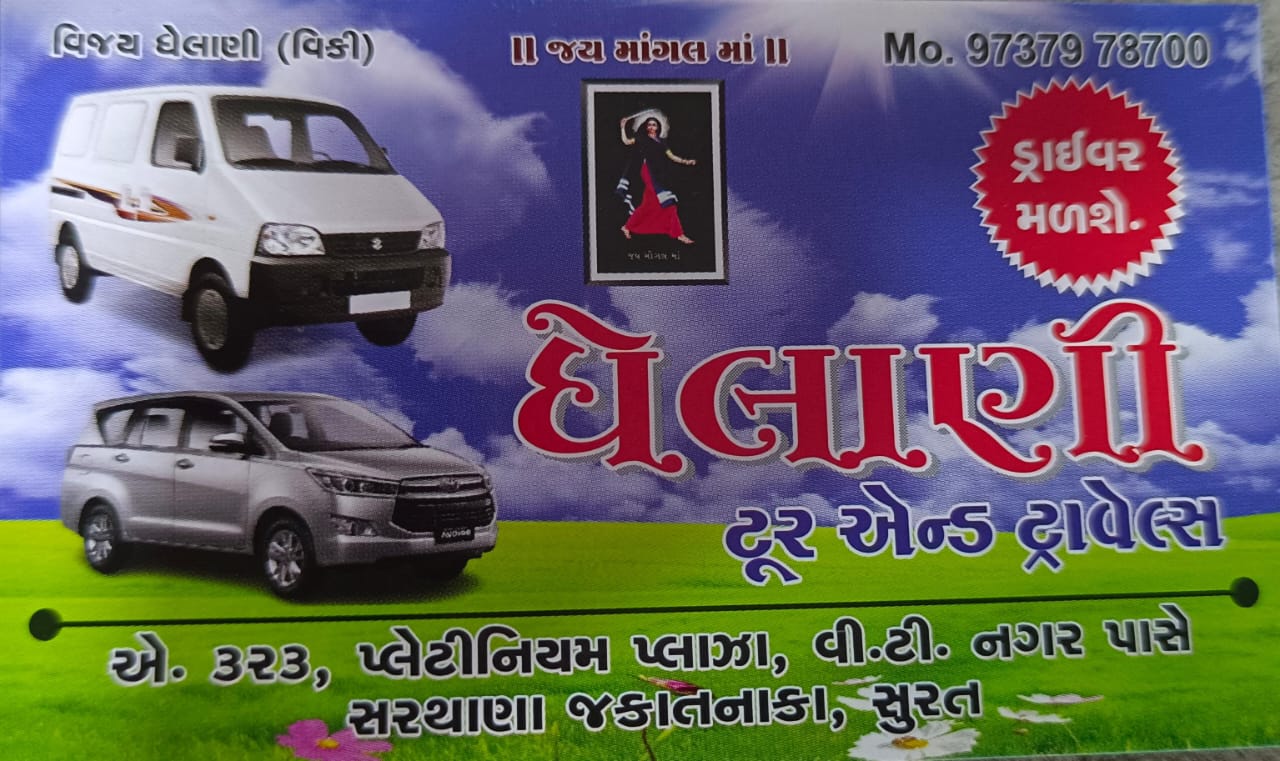 વિજય ઘેલાણી (વિકી)
॥ જય માંગલ માં ॥
Mo. 97379 78700
જય મોગલ માં
ડ્રાઈવર
મળશે.
ઘેલાણી
ટૂર એન્ડ ટ્રાવેલ્સ
એ. ૩૨૩, પ્લેટીનિયમ પ્લાઝા, વી.ટી. નગર પાસે
સરથાણા જકાતનાકા, સુરત